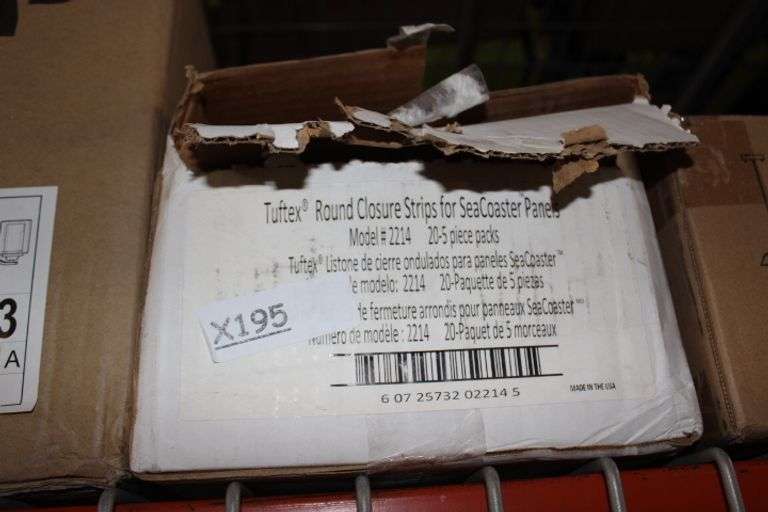 Tuftex® Round Closure Strips for SeaCoaster™ Panels
Model # 2214 20-5 piece packs
Tuftex® Listone de cierre ondulados para paneles SeaCoaster™
modelo: 2214 20-Paquette de 5 piezas
de fermeture arrondis pour panneaux SeaCoaster
Numéro de modèle : 2214 20-Paquet de 5 morceaux
X195
6 07 25732 02214 5
MADE IN THE USA
3
A